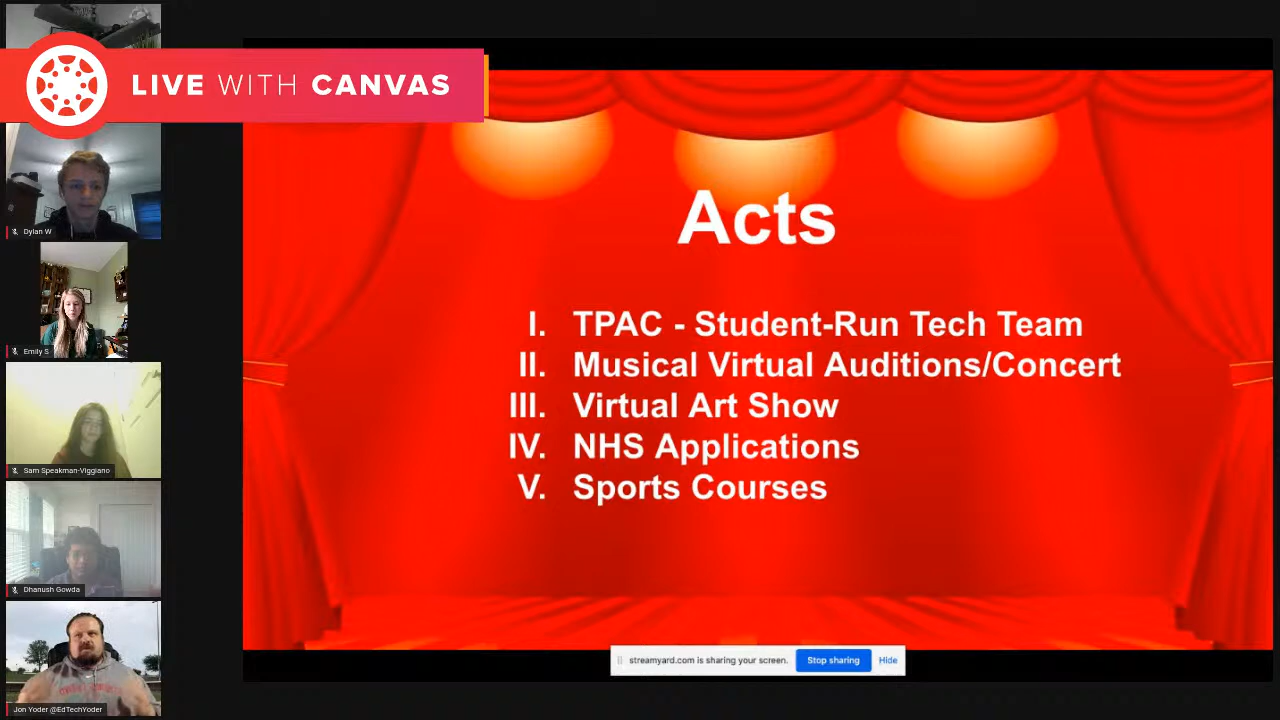 LIVE WITH CANVAS
Dylan W
Emily S
Sam Speakman-Viggiano
Dhanush Gowda
Jon Yoder @EdTechYoder
Acts
I. TPAC - Student-Run Tech Team
II. Musical Virtual Auditions/Concert
III. Virtual Art Show
IV. NHS Applications
V. Sports Courses
streamyard.com is sharing your screen. Stop sharing Hide